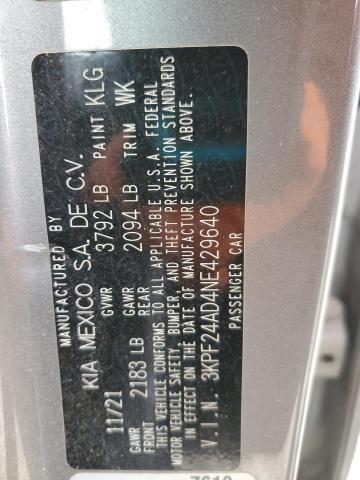 MANUFACTURED BY
KIA MEXICO S.A. DE C.V.
11/21 GVWR 3792 LB PAINT KLG
GAWR FRONT 2183 LB GAWR REAR 2094 LB TRIM WK
THIS VEHICLE CONFORMS TO ALL APPLICABLE U.S.A. FEDERAL
MOTOR VEHICLE SAFETY, BUMPER, AND THEFT PREVENTION STANDARDS
IN EFFECT ON THE DATE OF MANUFACTURE SHOWN ABOVE.
V.I.N. 3KPF24AD4NE429640
PASSENGER CAR